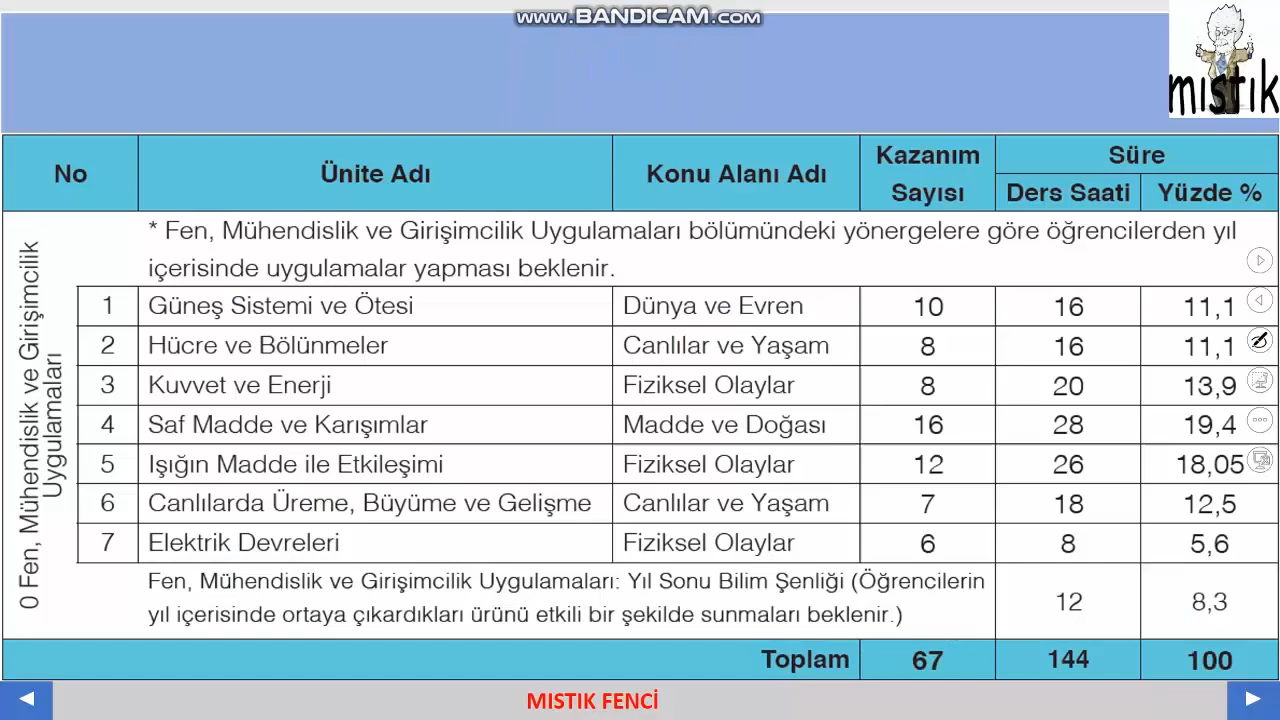 www.BANDICAM.com
mıstık
No Ünite Adı Konu Alanı Adı Kazanım Sayısı Süre
Ders Saati Yüzde %
0 Fen, Mühendislik ve Girişimcilik
Uygulamaları
* Fen, Mühendislik ve Girişimcilik Uygulamaları bölümündeki yönergelere göre öğrencilerden yıl
içerisinde uygulamalar yapması beklenir.
1 Güneş Sistemi ve Ötesi Dünya ve Evren 10 16 11,1
2 Hücre ve Bölünmeler Canlılar ve Yaşam 8 16 11,1
3 Kuvvet ve Enerji Fiziksel Olaylar 8 20 13,9
4 Saf Madde ve Karışımlar Madde ve Doğası 16 28 19,4
5 Işığın Madde ile Etkileşimi Fiziksel Olaylar 12 26 18,05
6 Canlılarda Üreme, Büyüme ve Gelişme Canlılar ve Yaşam 7 18 12,5
7 Elektrik Devreleri Fiziksel Olaylar 6 8 5,6
Fen, Mühendislik ve Girişimcilik Uygulamaları: Yıl Sonu Bilim Şenliği (Öğrencilerin
yıl içerisinde ortaya çıkardıkları ürünü etkili bir şekilde sunmaları beklenir.) 12 8,3
Toplam 67 144 100
MISTIK FENCİ